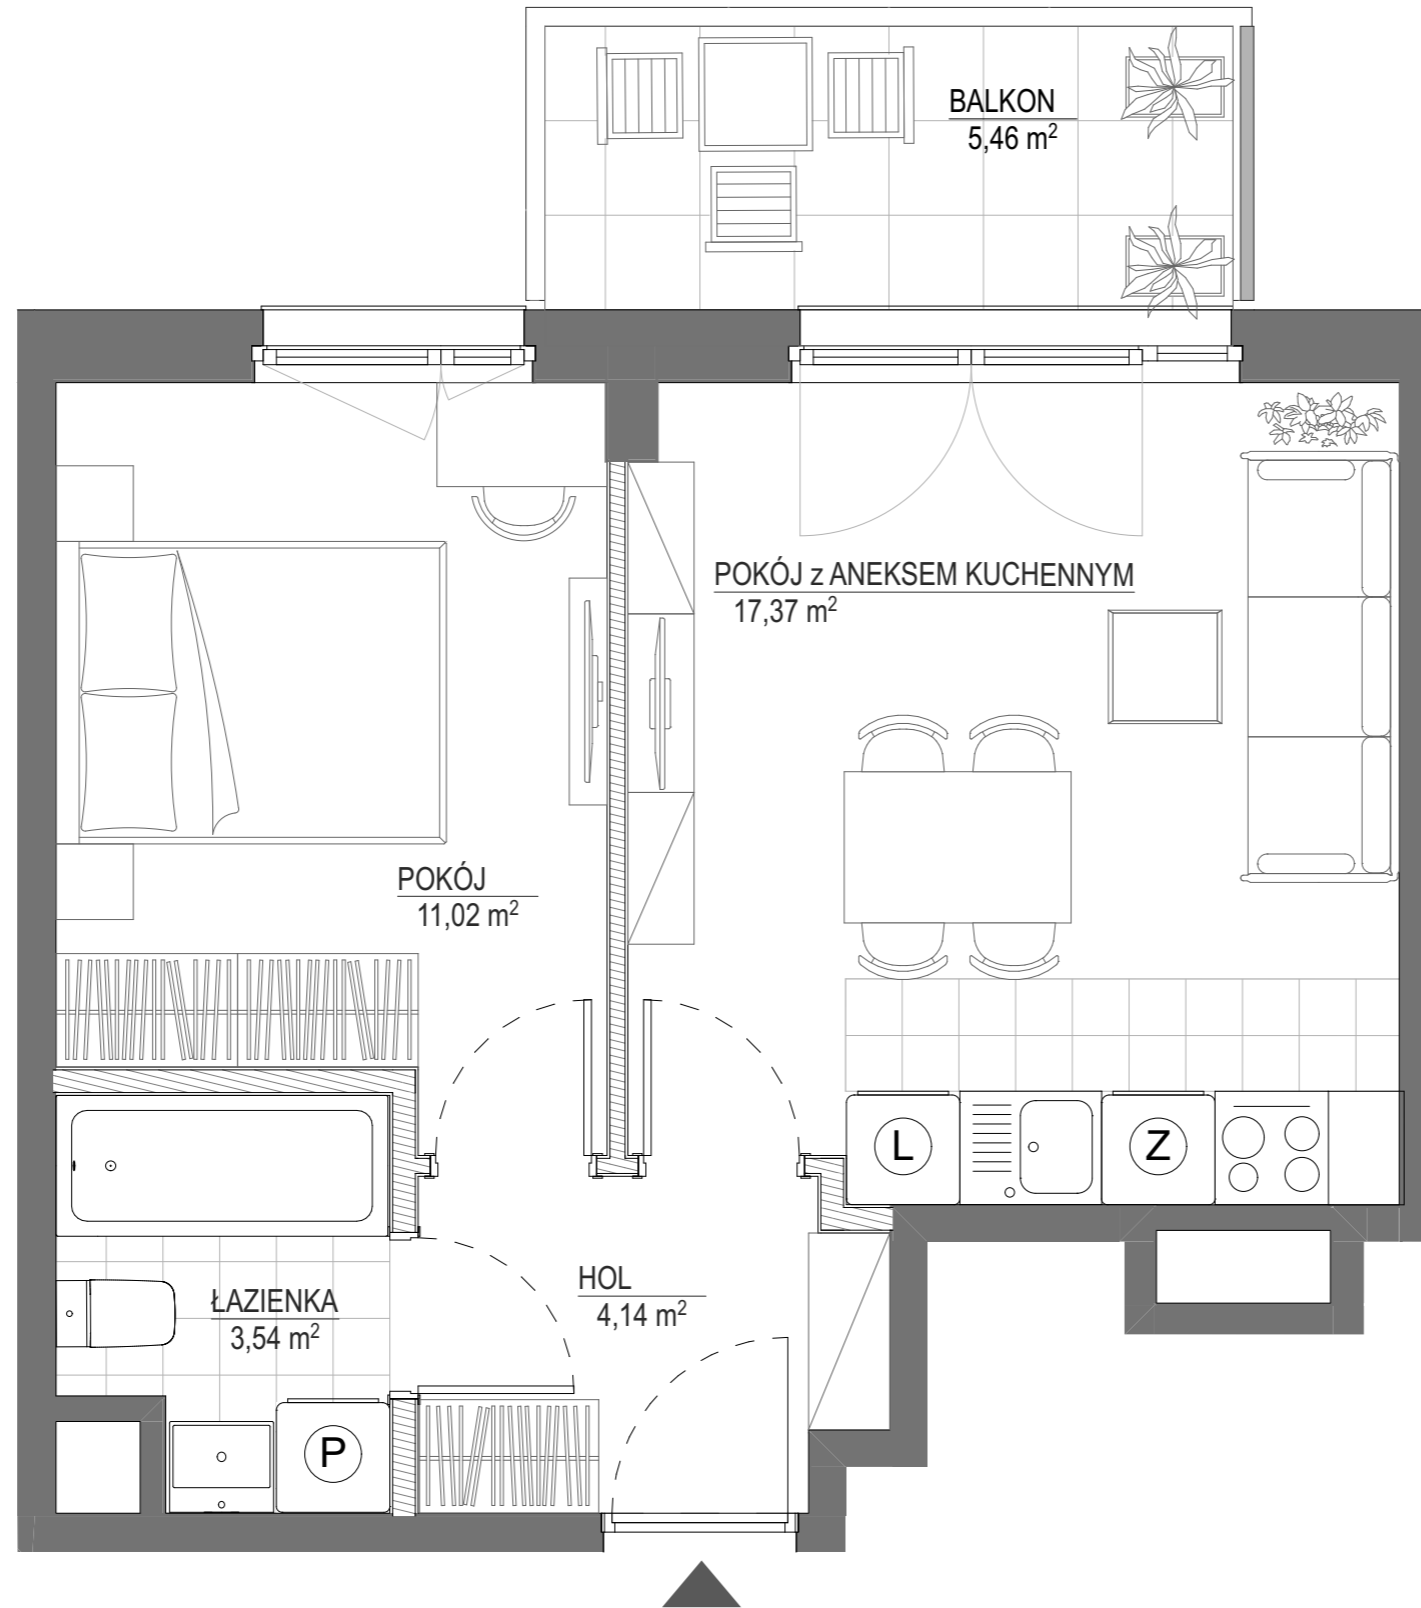 BALKON
5,46 m²
POKÓJ z ANEKSEM KUCHENNYM
17,37 m²
POKÓJ
11,02 m²
L
Z
HOL
4,14 m²
ŁAZIENKA
3,54 m²
P